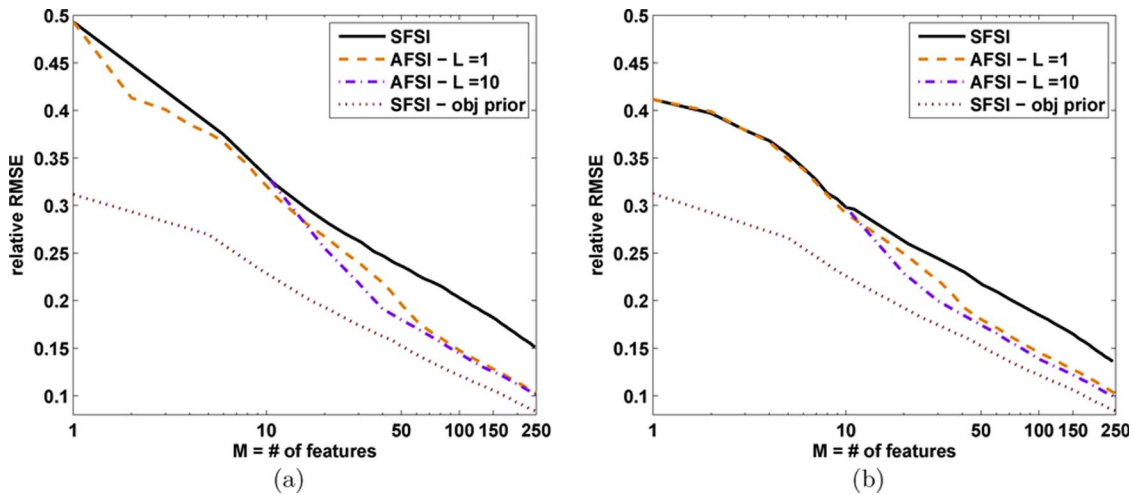 0.5
0.45
0.4
0.35
0.3
0.25
0.2
0.15
0.1
relative RMSE
SFSI
AFSI – L =1
AFSI – L =10
SFSI – obj prior
1 10 50 100 150 250
M = # of features
(a)
0.5
0.45
0.4
0.35
0.3
0.25
0.2
0.15
0.1
relative RMSE
SFSI
AFSI – L =1
AFSI – L =10
SFSI – obj prior
1 10 50 100 150 250
M = # of features
(b)